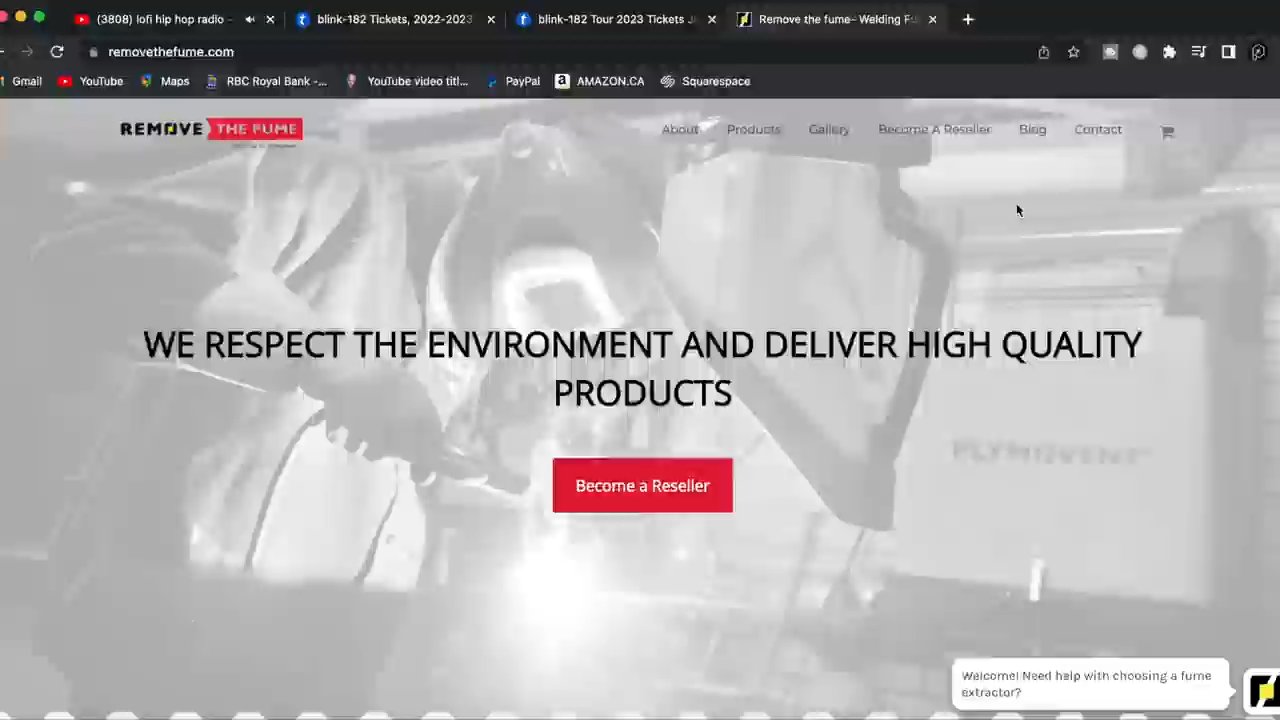 (3808) lofi hip hop radio -
blink-182 Tickets, 2022-2023
blink-182 Tour 2023 Tickets J
Remove the fume- Welding Fu
removethefume.com
Gmail
YouTube
Maps
RBC Royal Bank -...
YouTube video titl...
PayPal
AMAZON.CA
Squarespace
REMOVE THE FUME
About
Products
Gallery
Become A Reseller
Blog
Contact
WE RESPECT THE ENVIRONMENT AND DELIVER HIGH QUALITY
PRODUCTS
PLYMOVENT
Become a Reseller
Welcome! Need help with choosing a fume
extractor?